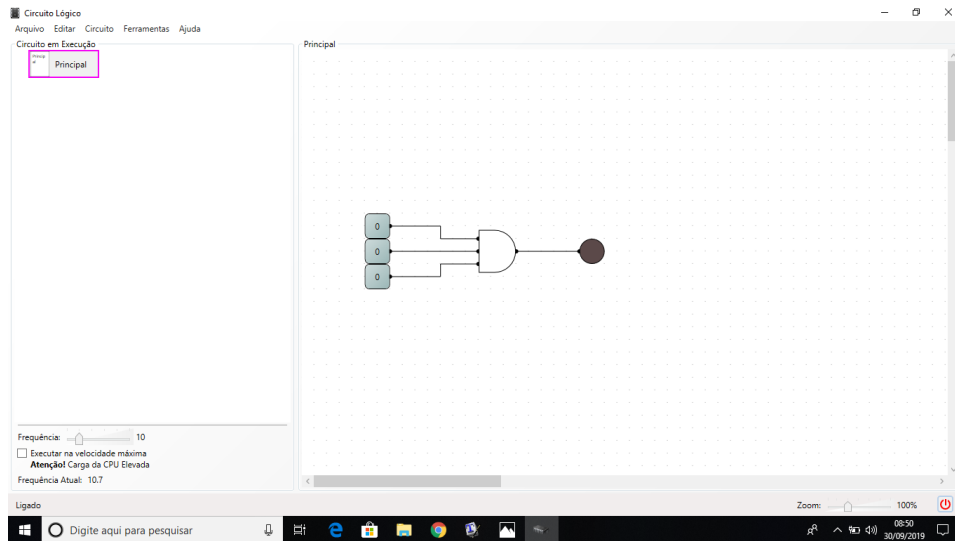 Circuito Lógico
Arquivo Editar Circuito Ferramentas Ajuda
Circuito em Execução
Principal
Principal
Principal
0
0
0
Frequência: 10
Executar na velocidade máxima
Atenção! Carga da CPU Elevada
Frequência Atual: 10.7
Ligado
Zoom: 100%
Digite aqui para pesquisar
08:50
30/09/2019